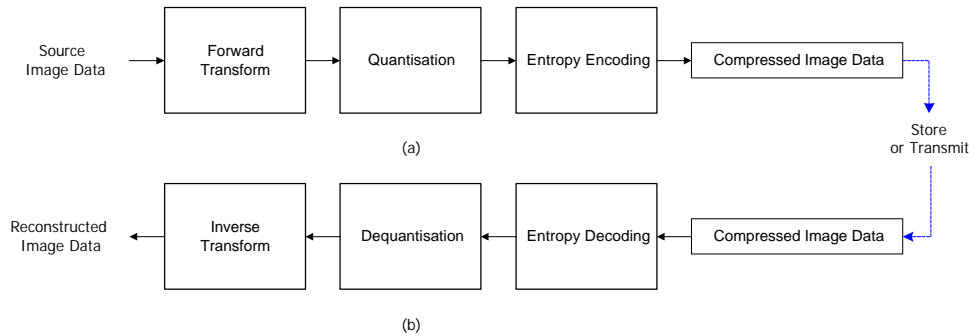 Source
Image Data
Forward
Transform
Quantisation
Entropy Encoding
Compressed Image Data
(a)
Store
or Transmit
Reconstructed
Image Data
Inverse
Transform
Dequantisation
Entropy Decoding
Compressed Image Data
(b)